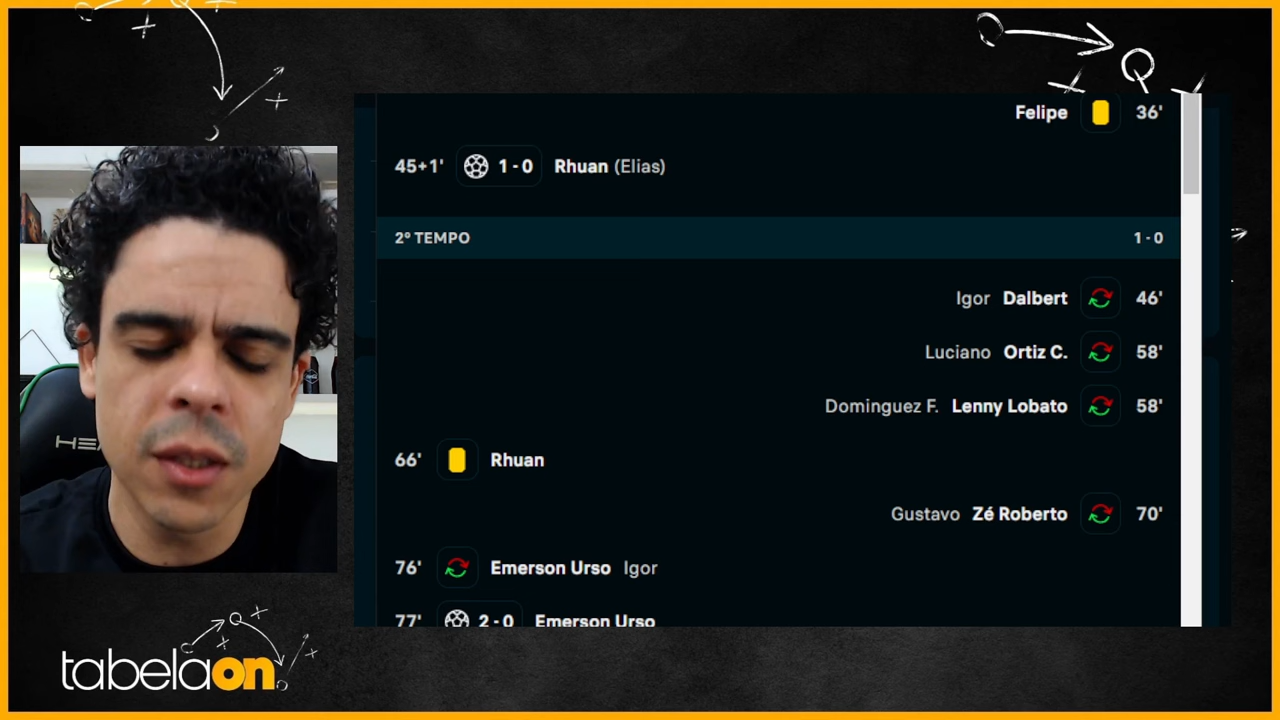 Felipe 36'
45+1' 1 - 0 Rhuan (Elias)
2º TEMPO 1 - 0
Igor Dalbert 46'
Luciano Ortiz C. 58'
Dominguez F. Lenny Lobato 58'
66' Rhuan
Gustavo Zé Roberto 70'
76' Emerson Urso Igor
77' 2 - 0 Emerson Urso
HE
tabelaon